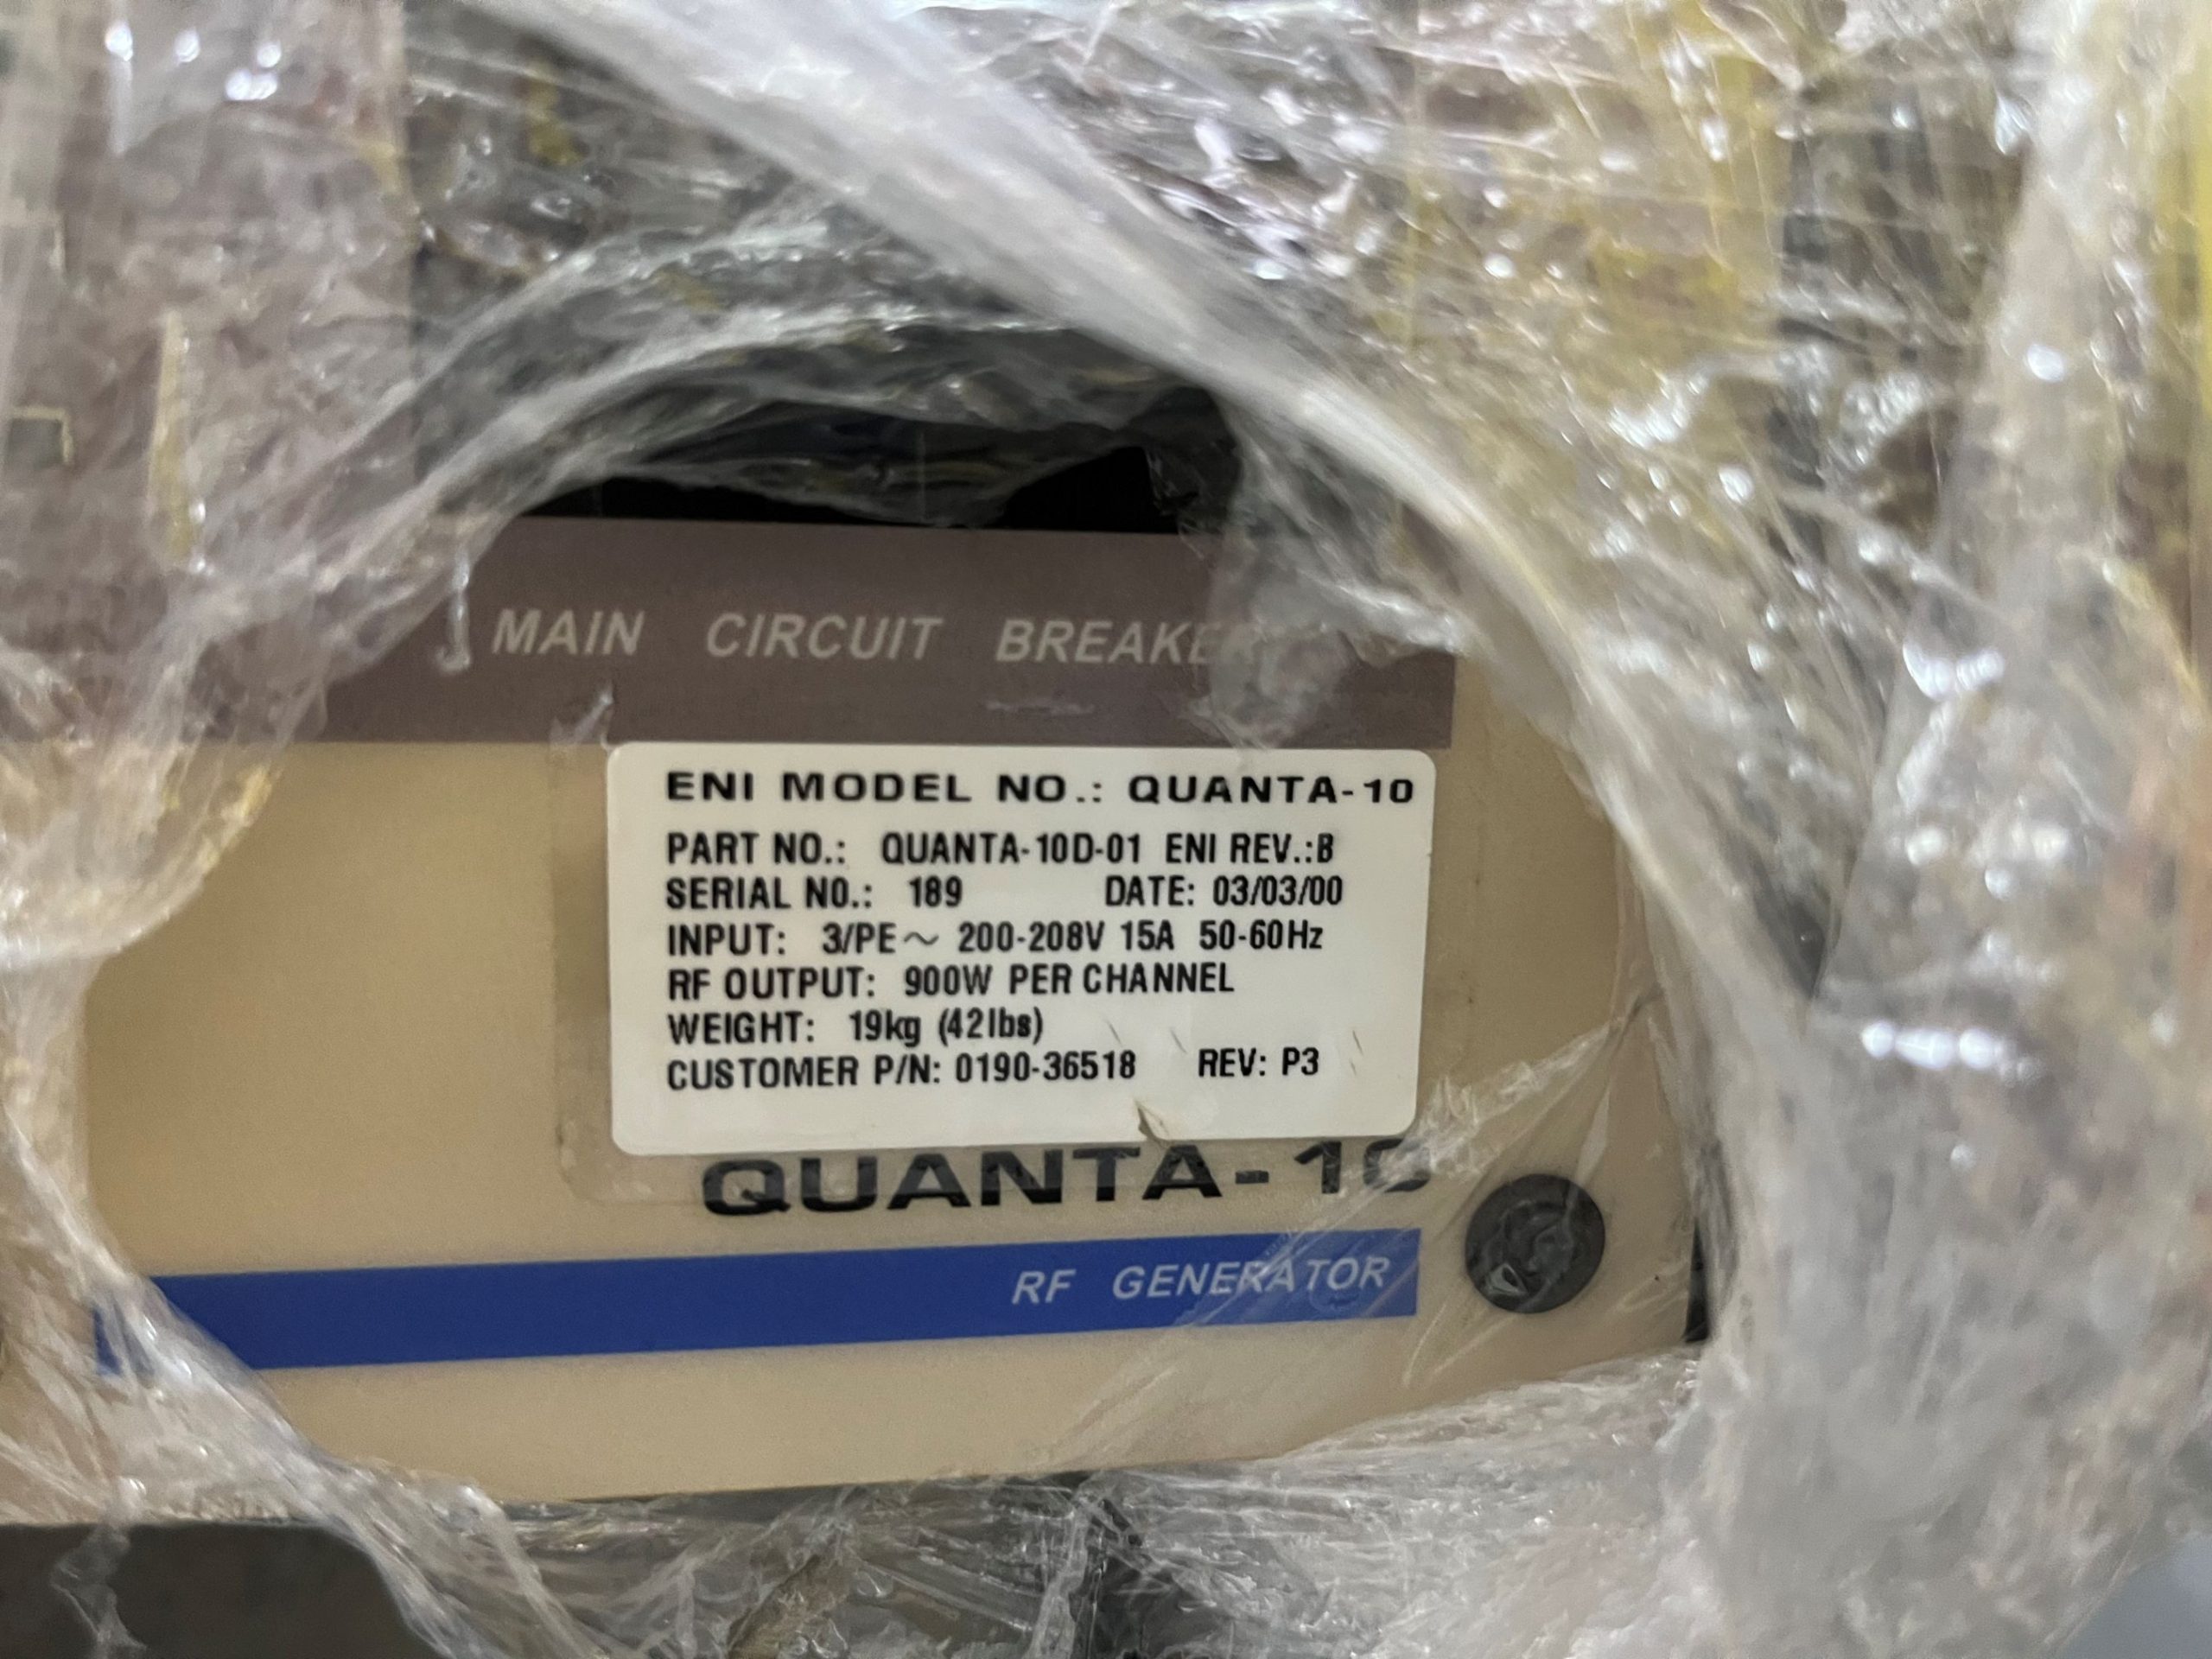 MAIN CIRCUIT BREAKER
ENI MODEL NO.: QUANTA-10
PART NO.: QUANTA-10D-01 ENI REV.:B
SERIAL NO.: 189 DATE: 03/03/00
INPUT: 3/PE~ 200-208V 15A 50-60Hz
RF OUTPUT: 900W PER CHANNEL
WEIGHT: 19kg (42lbs)
CUSTOMER P/N: 0190-36518 REV: P3
QUANTA-10
RF GENERATOR